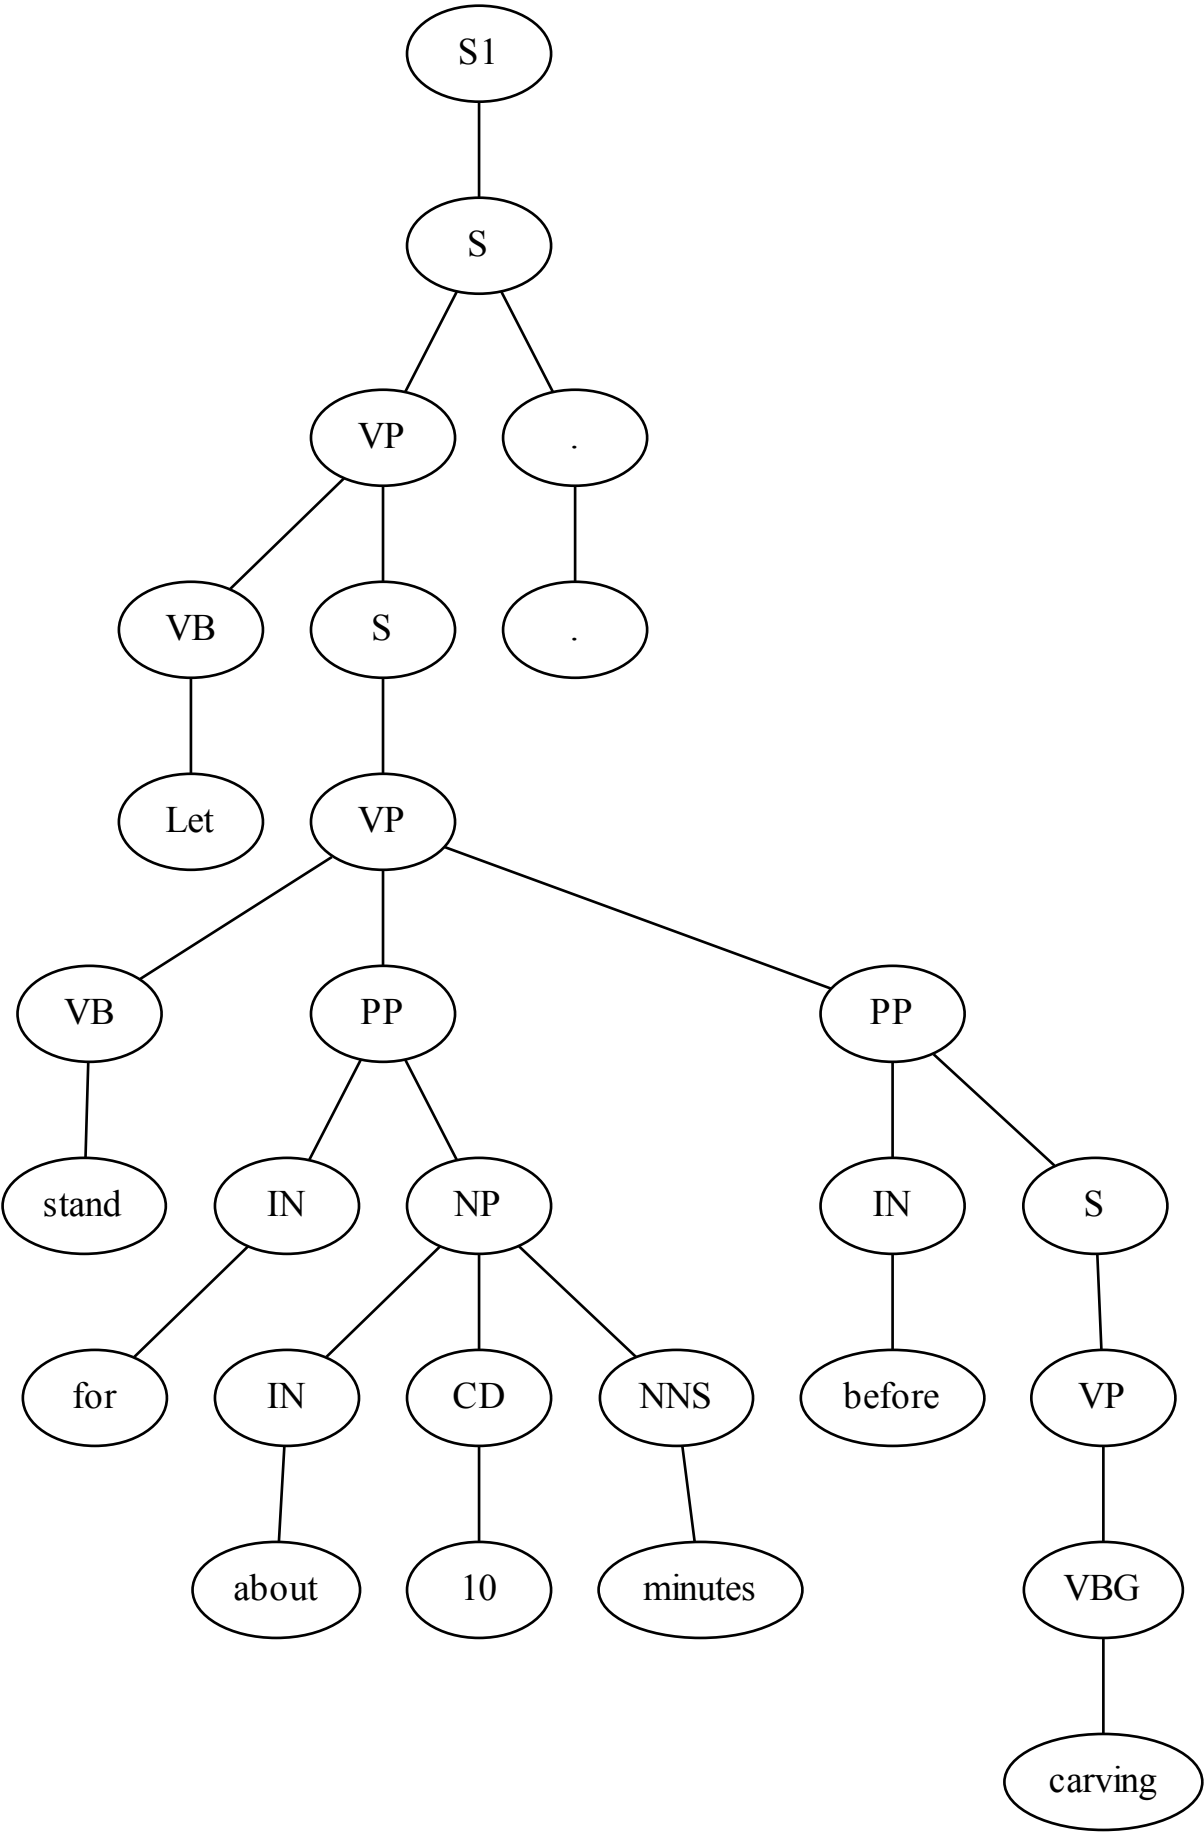 S1
S
VP .
VB S .
Let VP
VB PP PP
stand IN NP IN S
for IN CD NNS before VP
about 10 minutes VBG
carving